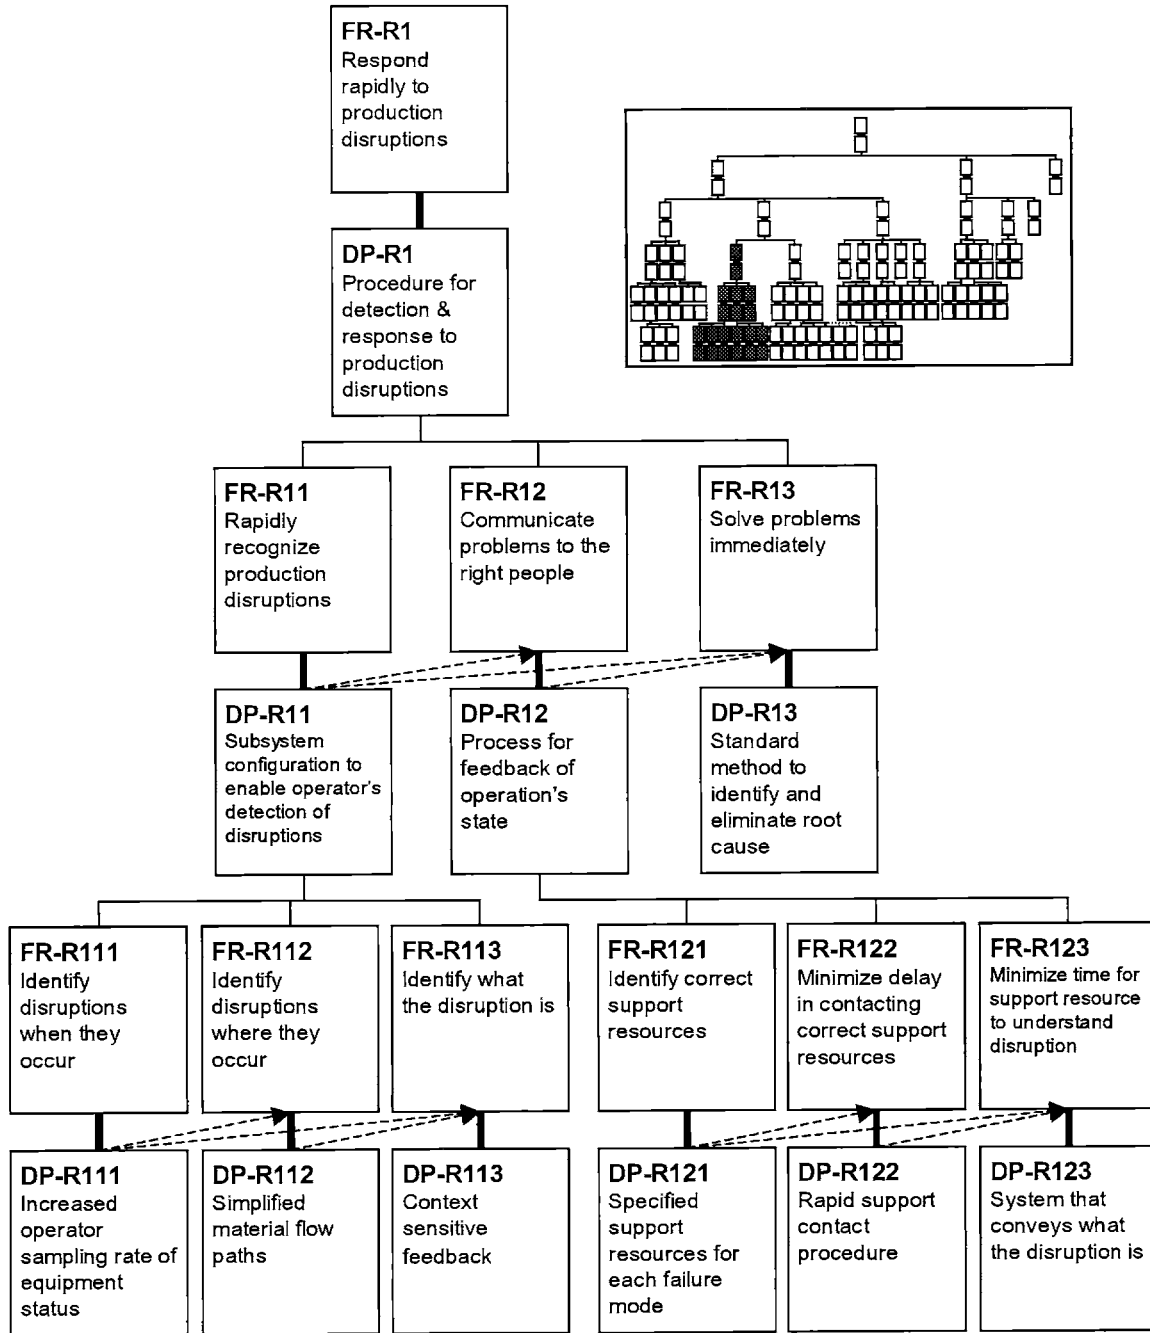 FR-R1
Respond
rapidly to
production
disruptions
DP-R1
Procedure for
detection &
response to
production
disruptions
FR-R11
Rapidly
recognize
production
disruptions
FR-R12
Communicate
problems to the
right people
FR-R13
Solve problems
immediately
DP-R11
Subsystem
configuration to
enable operator's
detection of
disruptions
DP-R12
Process for
feedback of
operation's
state
DP-R13
Standard
method to
identify and
eliminate root
cause
FR-R111
Identify
disruptions
when they
occur
FR-R112
Identify
disruptions
where they
occur
FR-R113
Identify what
the disruption is
FR-R121
Identify correct
support
resources
FR-R122
Minimize delay
in contacting
correct support
resources
FR-R123
Minimize time for
support resource
to understand
disruption
DP-R111
Increased
operator
sampling rate of
equipment
status
DP-R112
Simplified
material flow
paths
DP-R113
Context
sensitive
feedback
DP-R121
Specified
support
resources for
each failure
mode
DP-R122
Rapid support
contact
procedure
DP-R123
System that
conveys what
the disruption is